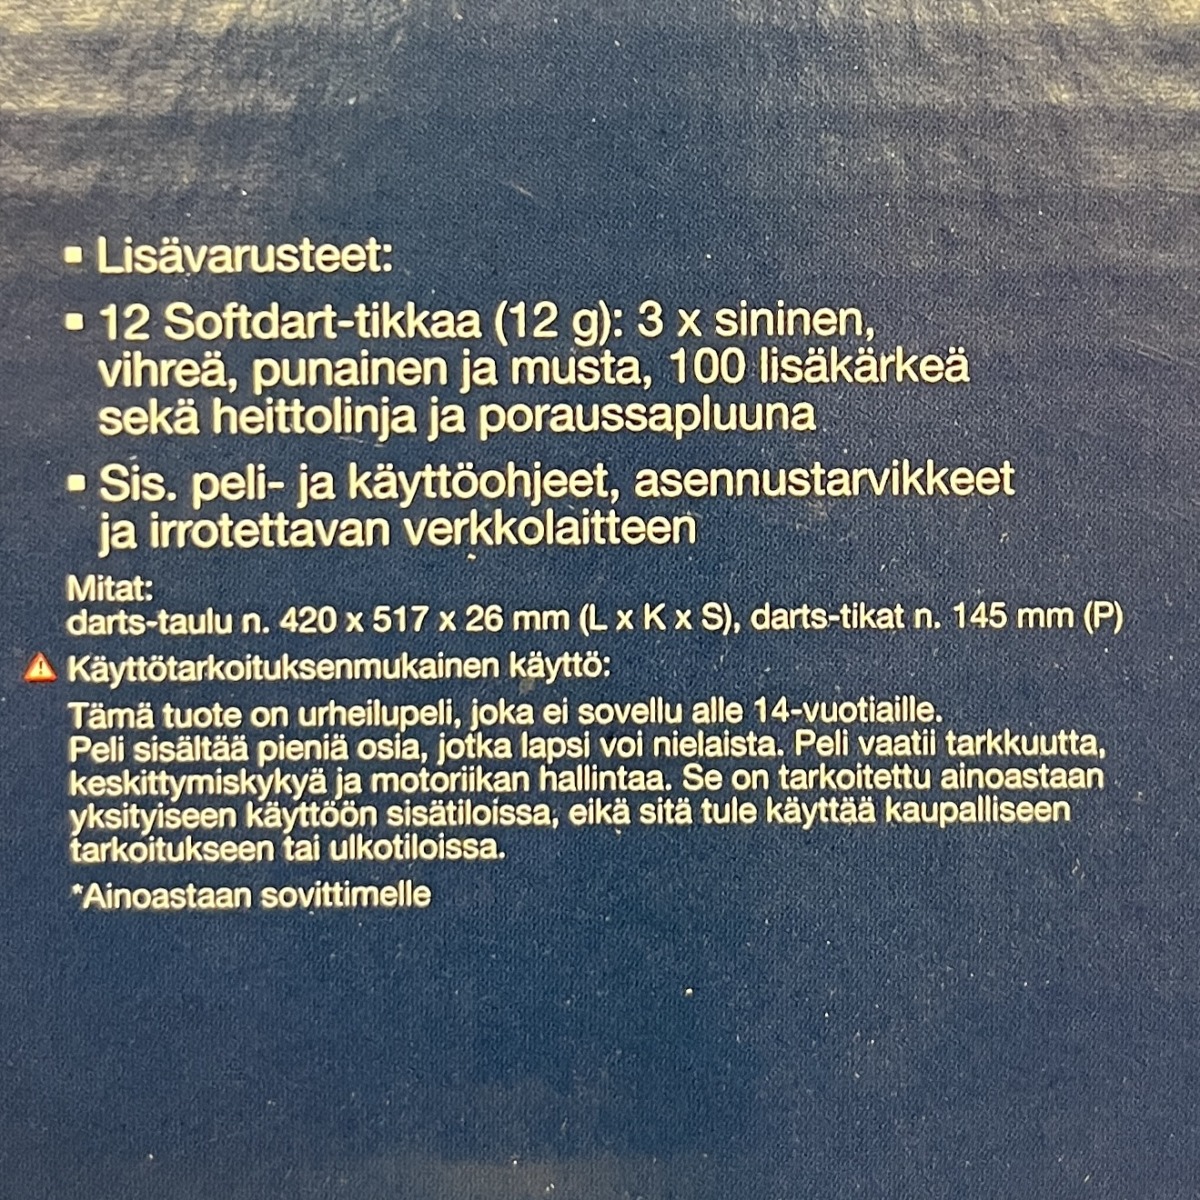 ▪ Lisävarusteet:
▪ 12 Softdart-tikkaa (12 g): 3 x sininen,
vihreä, punainen ja musta, 100 lisäkärkeä
sekä heittolinja ja poraussapluuna
▪ Sis. peli- ja käyttöohjeet, asennustarvikkeet
ja irrotettavan verkkolaitteen
Mitat:
darts-taulu n. 420 x 517 x 26 mm (L x K x S), darts-tikat n. 145 mm (P)
Käyttötarkoituksenmukainen käyttö:
Tämä tuote on urheilupeli, joka ei sovellu alle 14-vuotiaille.
Peli sisältää pieniä osia, jotka lapsi voi nielaista. Peli vaatii tarkkuutta,
keskittymiskykyä ja motoriikan hallintaa. Se on tarkoitettu ainoastaan
yksityiseen käyttöön sisätiloissa, eikä sitä tule käyttää kaupalliseen
tarkoitukseen tai ulkotiloissa.
*Ainoastaan sovittimelle